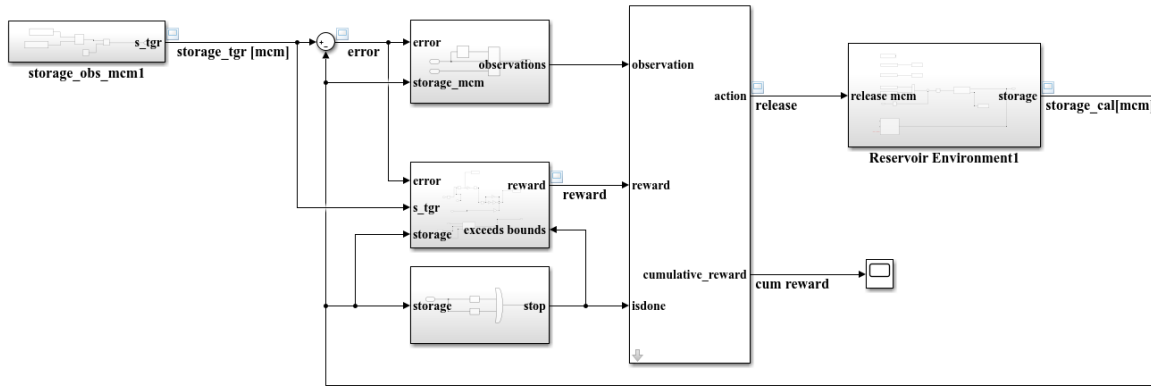 s_tgr
storage_obs_mcm1
storage_tgr [mcm]
+
-
error
error
storage_mcm
observations
error
s_tgr
storage
reward
exceeds bounds
reward
storage
stop
observation
reward
isdone
action
cumulative_reward
release
cum reward
release mcm
storage
Reservoir Environment1
storage_cal[mcm]